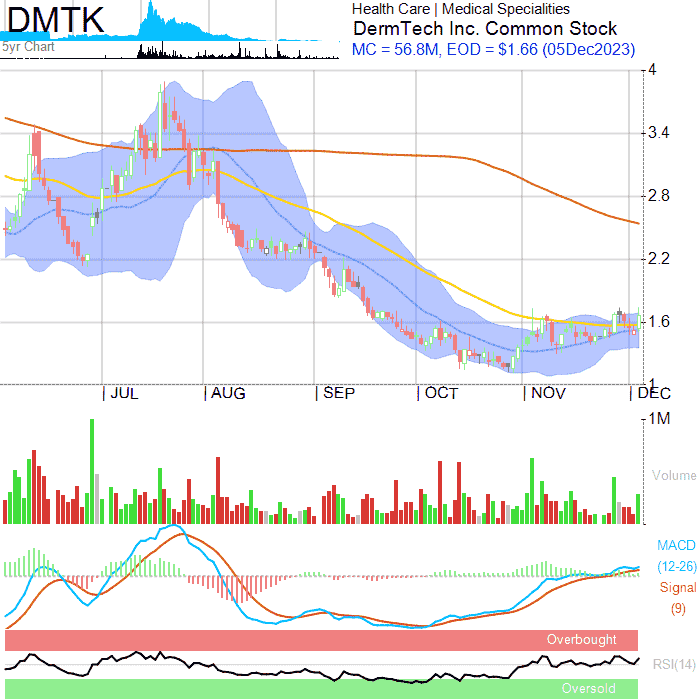 DMTK
5yr Chart
Health Care | Medical Specialities
DermTech Inc. Common Stock
MC = 56.8M, EOD = $1.66 (05Dec2023)
4
3.4
2.8
2.2
1.6
1
JUL AUG SEP OCT NOV DEC
1M
Volume
MACD
(12-26)
Signal
(9)
Overbought
RSI(14)
Oversold